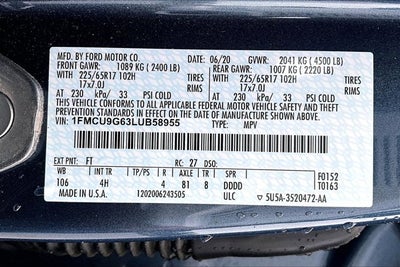 MFD. BY FORD MOTOR CO. 06/20 GVWR: 2041 KG ( 4500 LB)
FRONT GAWR: 1089 KG ( 2400 LB) REAR GAWR: 1007 KG ( 2220 LB)
WITH 225/65R17 102H TIRES WITH 225/65R17 102H TIRES
17x7.0J RIMS 17x7.0J RIMS
AT 230 kPa/ 33 PSI COLD AT 230 kPa/ 33 PSI COLD
THIS VEHICLE CONFORMS TO ALL APPLICABLE FEDERAL MOTOR VEHICLE SAFETY AND THEFT
PREVENTION STANDARDS IN EFFECT ON THE DATE OF MANUFACTURE SHOWN ABOVE.
VIN: 1FMCU9G63LUB58955 TYPE: MPV
EXT PNT: FT RC: 27 DSO: F0152
WB INT TR TP/PS R AXLE TR SPR T0163
106 4H 4 81 8 DDDD
MADE IN U.S.A. 1202006243505 ULC 5U5A-3520472-AA